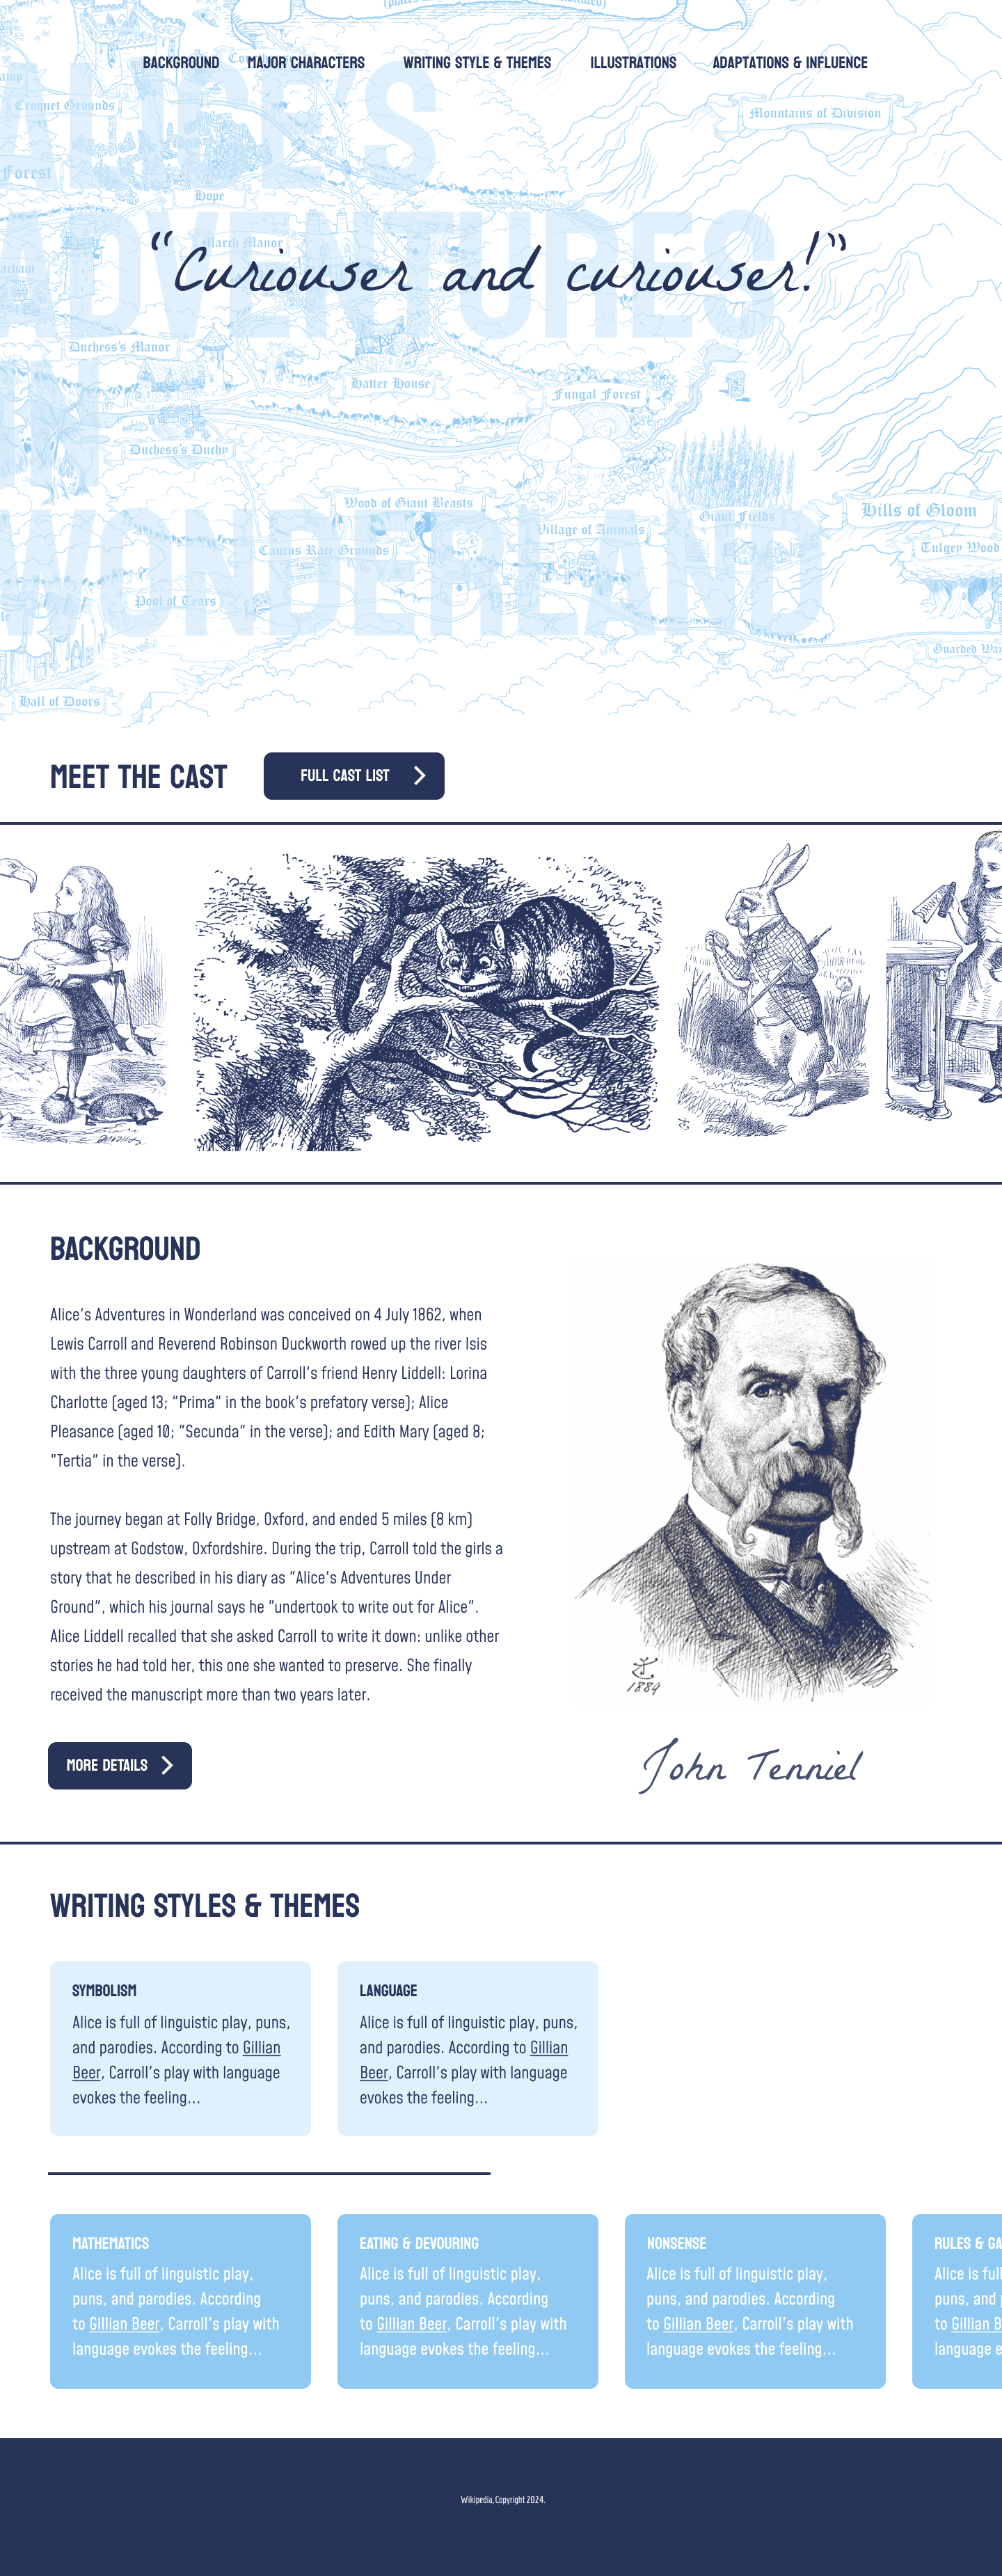 BACKGROUND MAJOR CHARACTERS WRITING STYLE & THEMES ILLUSTRATIONS ADAPTATIONS & INFLUENCE
Croquet Grounds
Mountains of Division
ALICE'S
Forest
Hope
ADVENTURES
March Manor
“Curiouser and curiouser!”
Duchess's Manor
IN
Hatter House
Fungal Forest
Duchess's Duchy
Wood of Giant Beasts
Hills of Gloom
Giant Fields
Village of Animals
WONDERLAND
Caucus Race Grounds
Tulgey Wood
Pool of Tears
Guarded Way
Hall of Doors
MEET THE CAST
FULL CAST LIST
BACKGROUND
Alice's Adventures in Wonderland was conceived on 4 July 1862, when
Lewis Carroll and Reverend Robinson Duckworth rowed up the river Isis
with the three young daughters of Carroll's friend Henry Liddell: Lorina
Charlotte (aged 13; "Prima" in the book's prefatory verse); Alice
Pleasance (aged 10; "Secunda" in the verse); and Edith Mary (aged 8;
"Tertia" in the verse).
The journey began at Folly Bridge, Oxford, and ended 5 miles (8 km)
upstream at Godstow, Oxfordshire. During the trip, Carroll told the girls a
story that he described in his diary as "Alice's Adventures Under
Ground", which his journal says he "undertook to write out for Alice".
Alice Liddell recalled that she asked Carroll to write it down: unlike other
stories he had told her, this one she wanted to preserve. She finally
received the manuscript more than two years later.
1889
MORE DETAILS
John Tenniel
WRITING STYLES & THEMES
SYMBOLISM
Alice is full of linguistic play, puns,
and parodies. According to Gillian
Beer, Carroll's play with language
evokes the feeling...
LANGUAGE
Alice is full of linguistic play, puns,
and parodies. According to Gillian
Beer, Carroll's play with language
evokes the feeling...
MATHEMATICS
Alice is full of linguistic play,
puns, and parodies. According
to Gillian Beer, Carroll's play with
language evokes the feeling...
EATING & DEVOURING
Alice is full of linguistic play,
puns, and parodies. According
to Gillian Beer, Carroll's play with
language evokes the feeling...
NONSENSE
Alice is full of linguistic play,
puns, and parodies. According
to Gillian Beer, Carroll's play with
language evokes the feeling...
RULES & GA
Alice is full
puns, and p
to Gillian B
language e
Wikipedia, Copyright 2024.